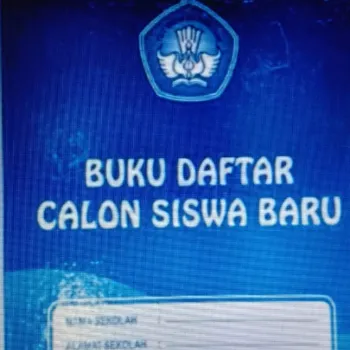 BUKU DAFTAR
CALON SISWA BARU
NAMA SEKOLAH :
ALAMAT SEKOLAH :